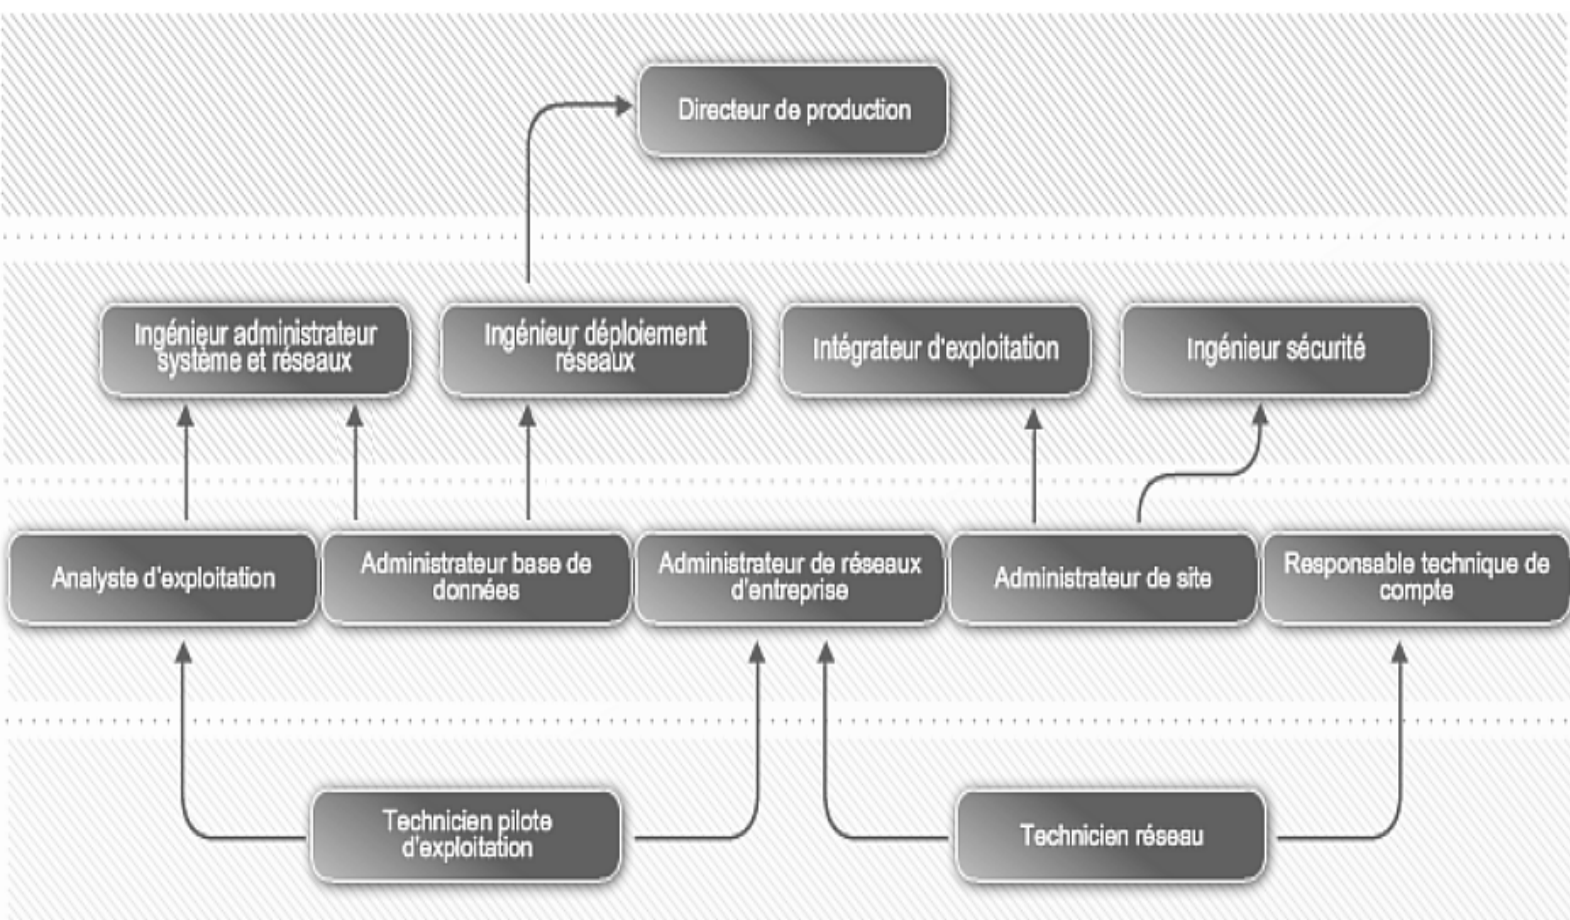 Directeur de production
Ingénieur administrateur
système et réseaux
Ingénieur déploiement
réseaux
Intégrateur d'exploitation
Ingénieur sécurité
Analyste d'exploitation
Administrateur base de
données
Administrateur de réseaux
d'entreprise
Administrateur de site
Responsable technique de
compte
Technicien pilote
d'exploitation
Technicien réseau